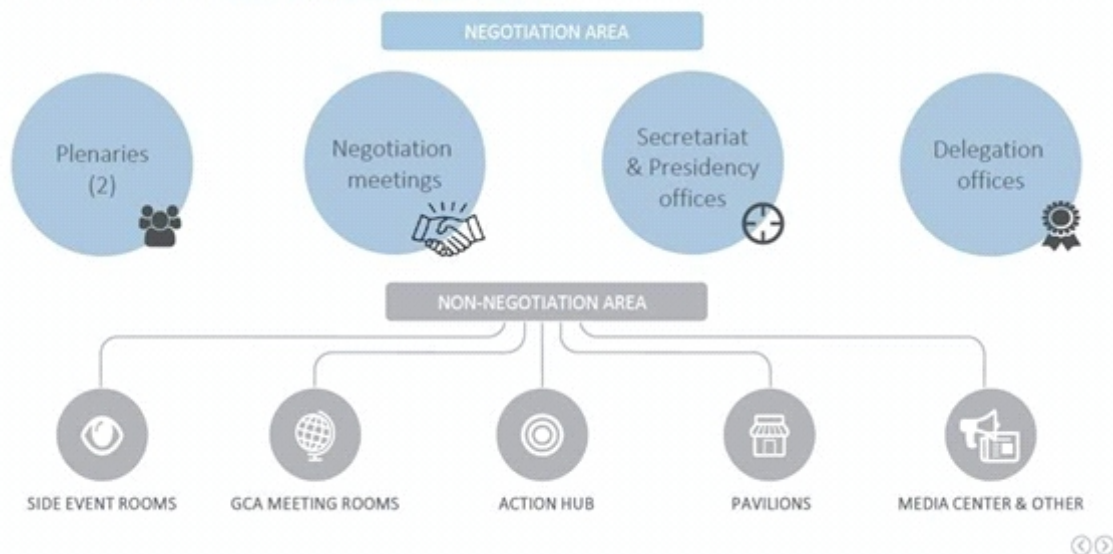 NEGOTIATION AREA
Plenaries
(2)
Negotiation
meetings
Secretariat
& Presidency
offices
Delegation
offices
NON-NEGOTIATION AREA
SIDE EVENT ROOMS
GCA MEETING ROOMS
ACTION HUB
PAVILIONS
MEDIA CENTER & OTHER